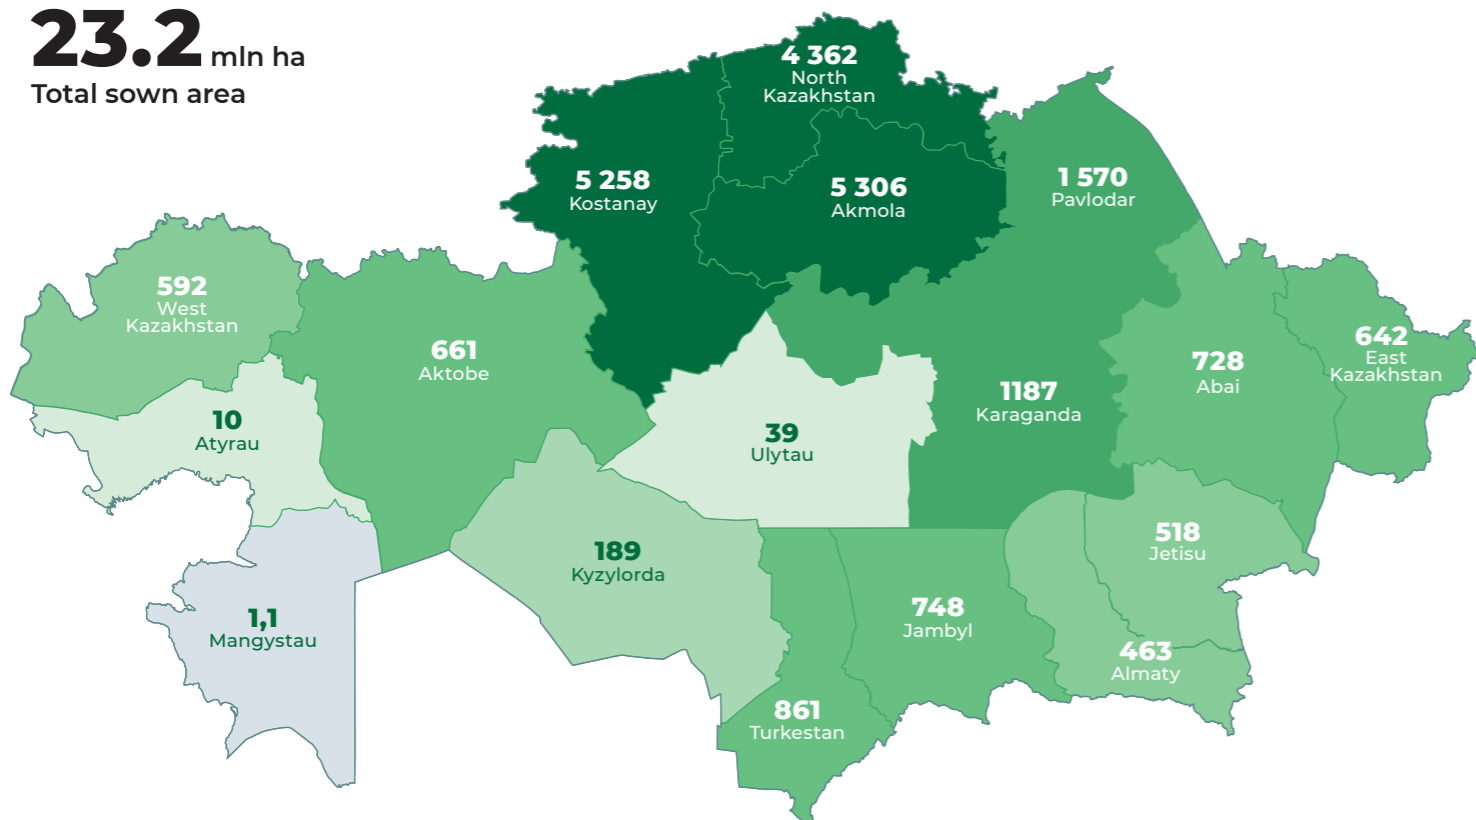 23.2 mln ha
Total sown area
4 362
North
Kazakhstan
5 258
Kostanay
5 306
Akmola
1 570
Pavlodar
592
West
Kazakhstan
661
Aktobe
642
East
Kazakhstan
728
Abai
1187
Karaganda
10
Atyrau
39
Ulytau
518
Jetisu
189
Kyzylorda
748
Jambyl
1,1
Mangystau
463
Almaty
861
Turkestan